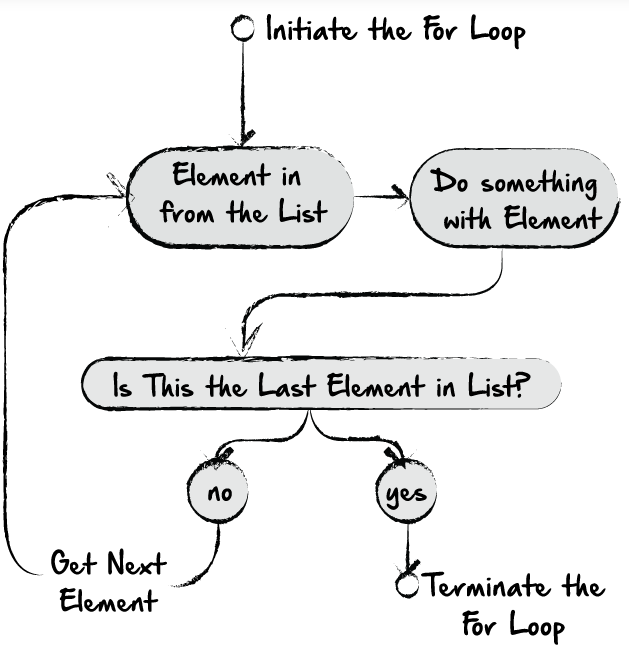 Initiate the For Loop
Element in
from the List
Do something
with Element
Is This the Last Element in List?
no
yes
Get Next
Element
Terminate the
For Loop